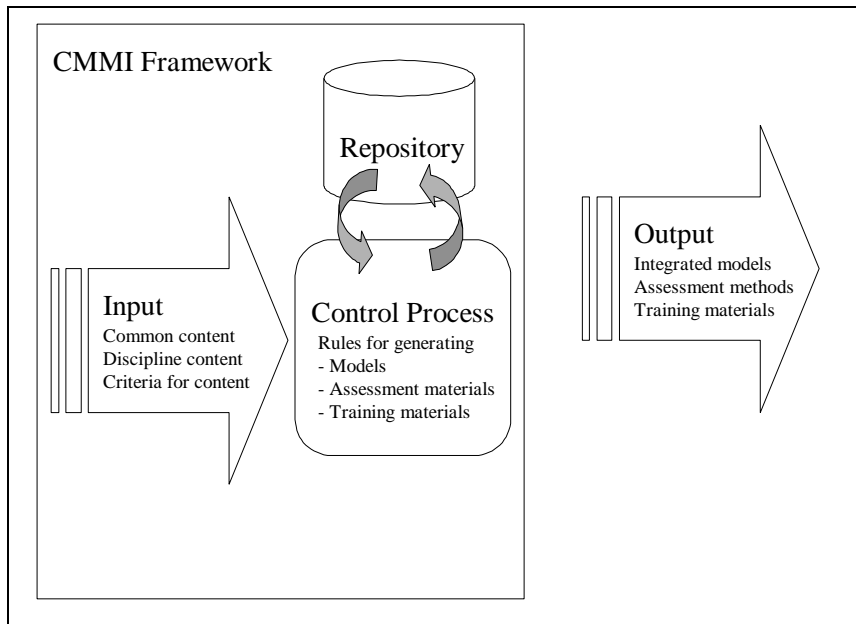 CMMI Framework
Repository
Input
Common content
Discipline content
Criteria for content
Control Process
Rules for generating
- Models
- Assessment materials
- Training materials
Output
Integrated models
Assessment methods
Training materials